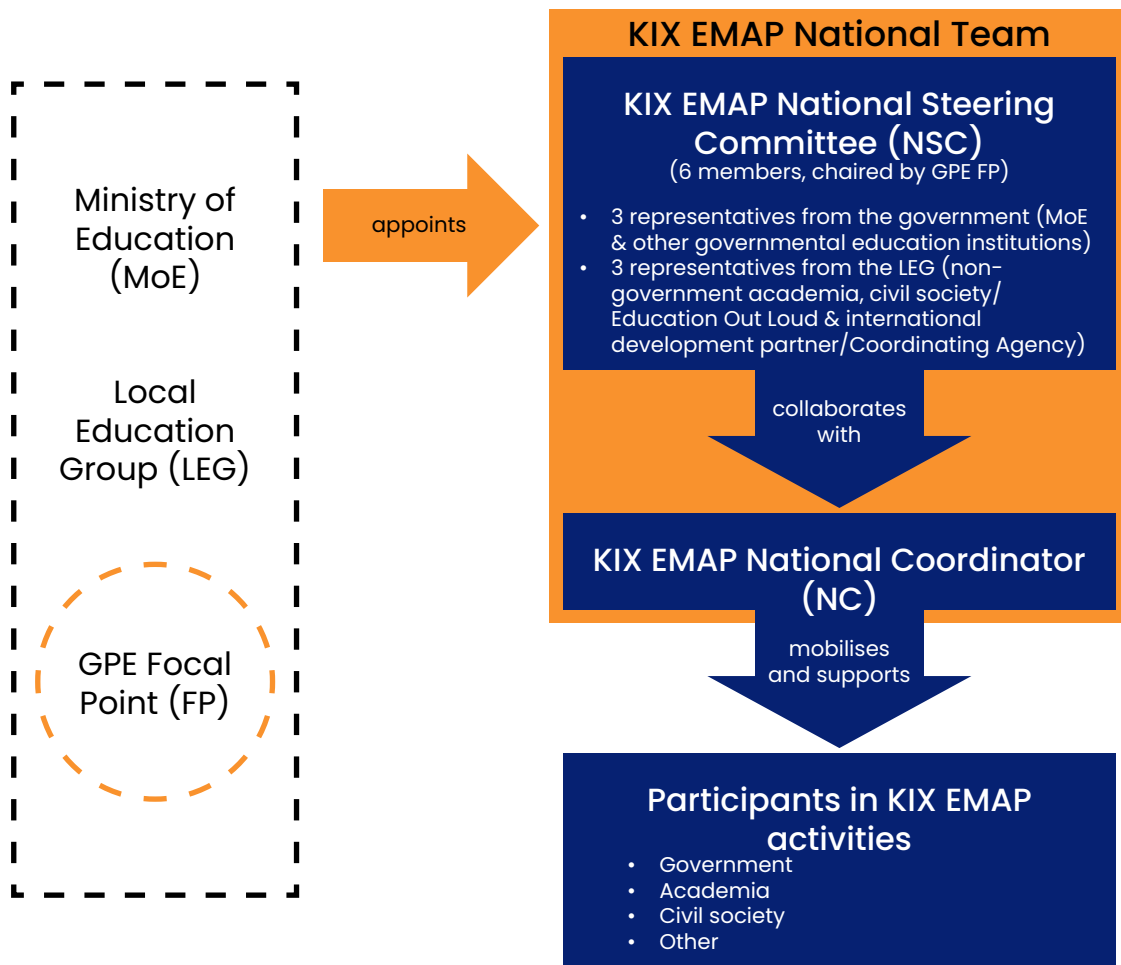 Ministry of
Education
(MoE)
Local
Education
Group (LEG)
GPE Focal
Point (FP)
appoints
KIX EMAP National Team
KIX EMAP National Steering
Committee (NSC)
(6 members, chaired by GPE FP)
• 3 representatives from the government (MoE
& other governmental education institutions)
• 3 representatives from the LEG (non-
government academia, civil society/
Education Out Loud & international
development partner/Coordinating Agency)
collaborates
with
KIX EMAP National Coordinator
(NC)
mobilises
and supports
Participants in KIX EMAP
activities
• Government
• Academia
• Civil society
• Other